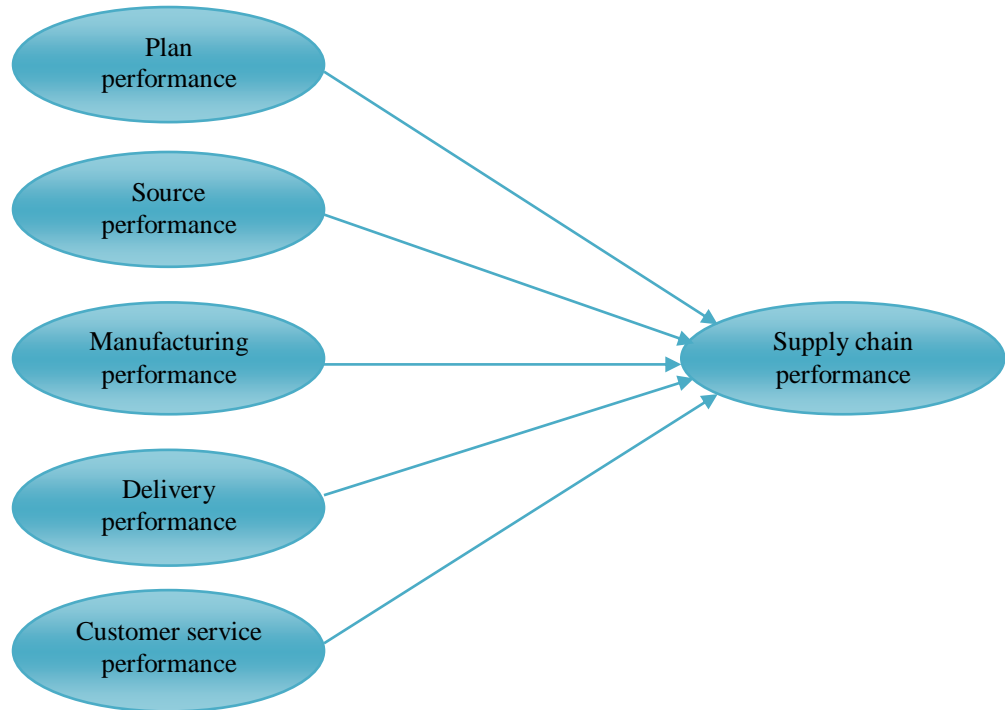 Plan
performance
Source
performance
Manufacturing
performance
Supply chain
performance
Delivery
performance
Customer service
performance